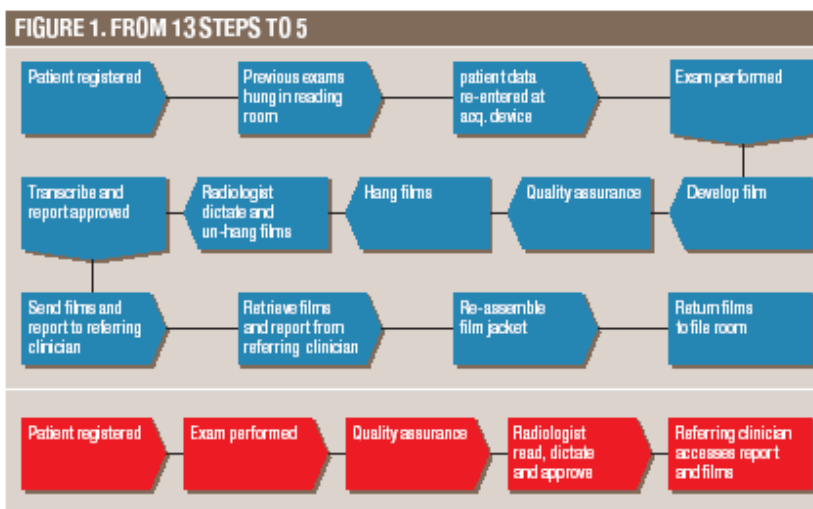 FIGURE 1. FROM 13 STEPS TO 5
Patient registered
Previous exams
hung in reading
room
patient data
re-entered at
acq. device
Exam performed
Transcribe and
report approved
Radiologist
dictate and
un-hang films
Hang films
Quality assurance
Develop film
Send films and
report to referring
clinician
Retrieve films
and report from
referring clinician
Re-assemble
film jacket
Return films
to file room
Patient registered
Exam performed
Quality assurance
Radiologist
read, dictate
and approve
Referring clinician
accesses report
and films